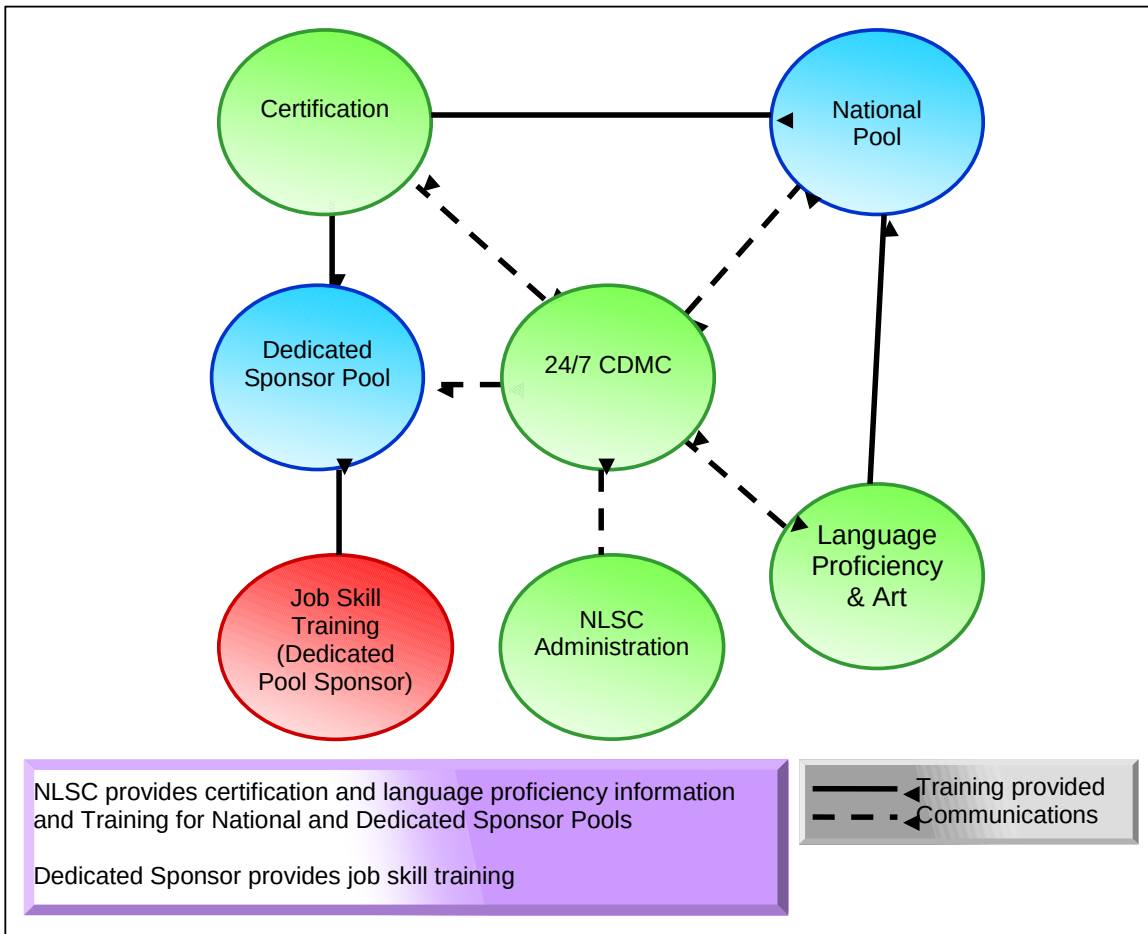 Certification
National
Pool
Dedicated
Sponsor Pool
24/7 CDMC
Language
Proficiency
& Art
Job Skill
Training
(Dedicated
Pool Sponsor)
NLSC
Administration
NLSC provides certification and language proficiency information
and Training for National and Dedicated Sponsor Pools
Dedicated Sponsor provides job skill training
Training provided
Communications